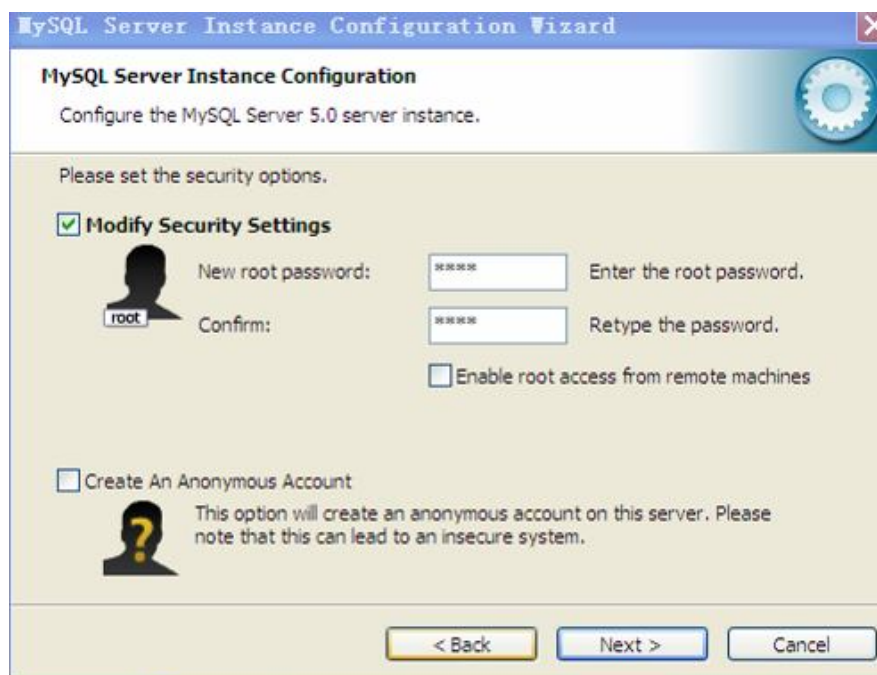 MySQL Server Instance Configuration Wizard
MySQL Server Instance Configuration
Configure the MySQL Server 5.0 server instance.
Please set the security options.
Modify Security Settings
New root password: **** Enter the root password.
root
Confirm: **** Retype the password.
Enable root access from remote machines
Create An Anonymous Account
This option will create an anonymous account on this server. Please
note that this can lead to an insecure system.
?
< Back Next > Cancel